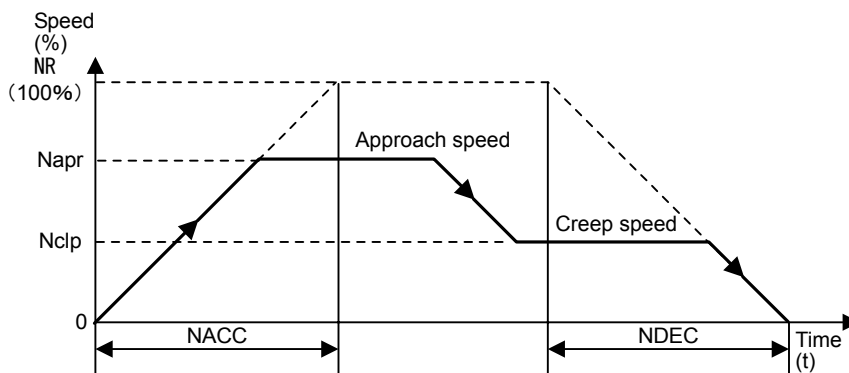 Speed
(%)
NR
(100%)
Approach speed
Napr
Creep speed
Nclp
0
NACC
NDEC
Time
(t)